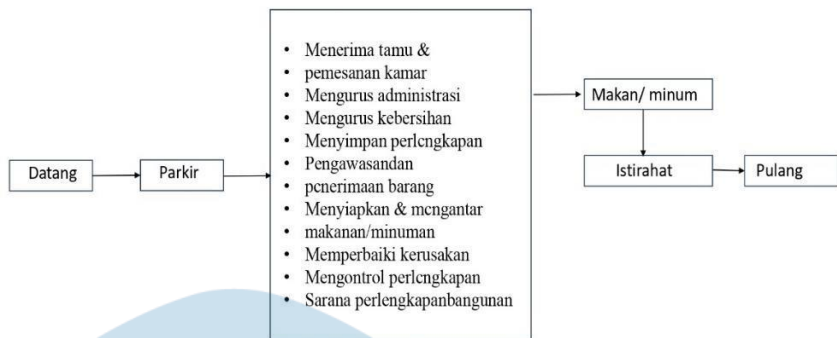 Datang
Parkir
• Menerima tamu &
• pemesanan kamar
• Mengurus administrasi
• Mengurus kebersihan
• Menyimpan perlcngkapan
• Pengawasandan
• pcnerimaan barang
• Menyiapkan & mcngantar
• makanan/minuman
• Memperbaiki kerusakan
• Mengontrol perlcngkapan
• Sarana perlengkapanbangunan
Makan/ minum
Istirahat
Pulang